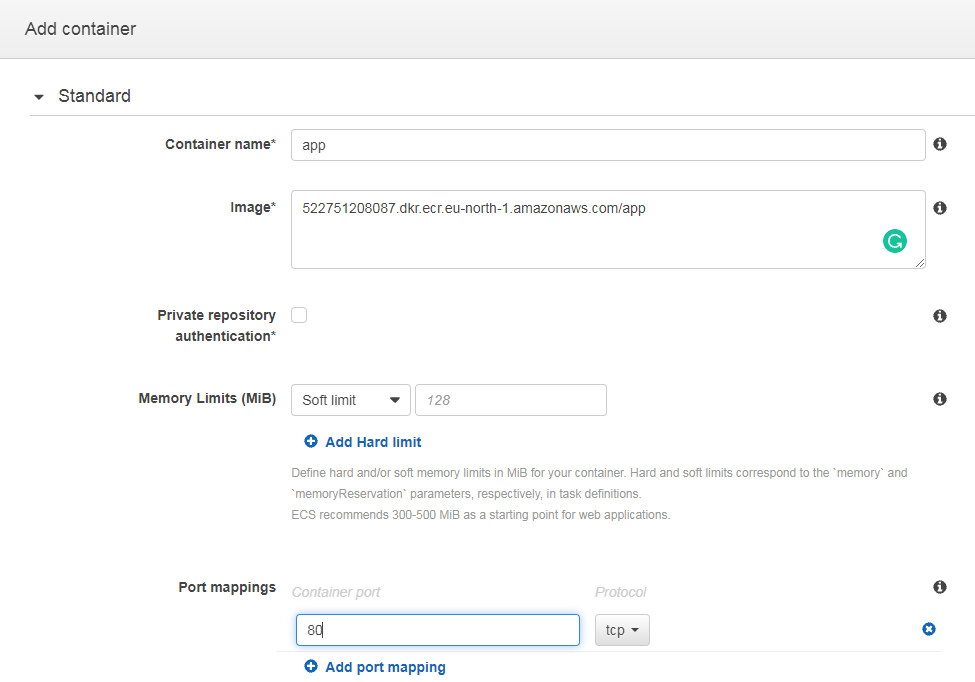 Add container
Standard
Container name*
app
Image*
522751208087.dkr.ecr.eu-north-1.amazonaws.com/app
Private repository
authentication*
Memory Limits (MiB)
Soft limit
128
Add Hard limit
Define hard and/or soft memory limits in MiB for your container. Hard and soft limits correspond to the `memory` and
`memoryReservation` parameters, respectively, in task definitions.
ECS recommends 300-500 MiB as a starting point for web applications.
Port mappings
Container port
Protocol
80
tcp
Add port mapping